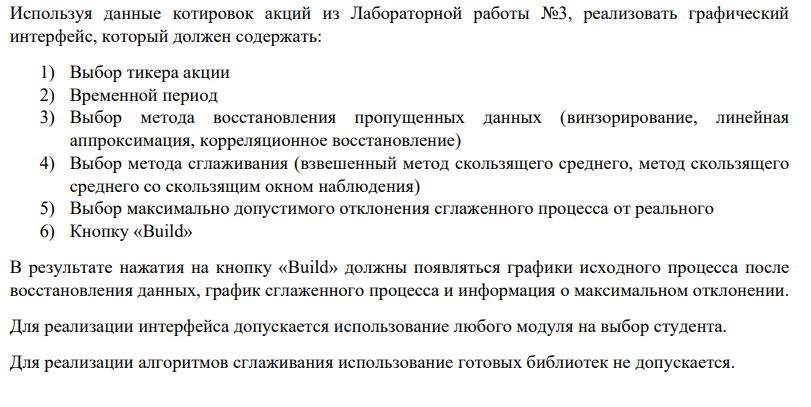 Используя данные котировок акций из Лабораторной работы №3, реализовать графический
интерфейс, который должен содержать:
1) Выбор тикера акции
2) Временной период
3) Выбор метода восстановления пропущенных данных (винзорирование, линейная
аппроксимация, корреляционное восстановление)
4) Выбор метода сглаживания (взвешенный метод скользящего среднего, метод скользящего
среднего со скользящим окном наблюдения)
5) Выбор максимально допустимого отклонения сглаженного процесса от реального
6) Кнопку «Build»
В результате нажатия на кнопку «Build» должны появляться графики исходного процесса после
восстановления данных, график сглаженного процесса и информация о максимальном отклонении.
Для реализации интерфейса допускается использование любого модуля на выбор студента.
Для реализации алгоритмов сглаживания использование готовых библиотек не допускается.